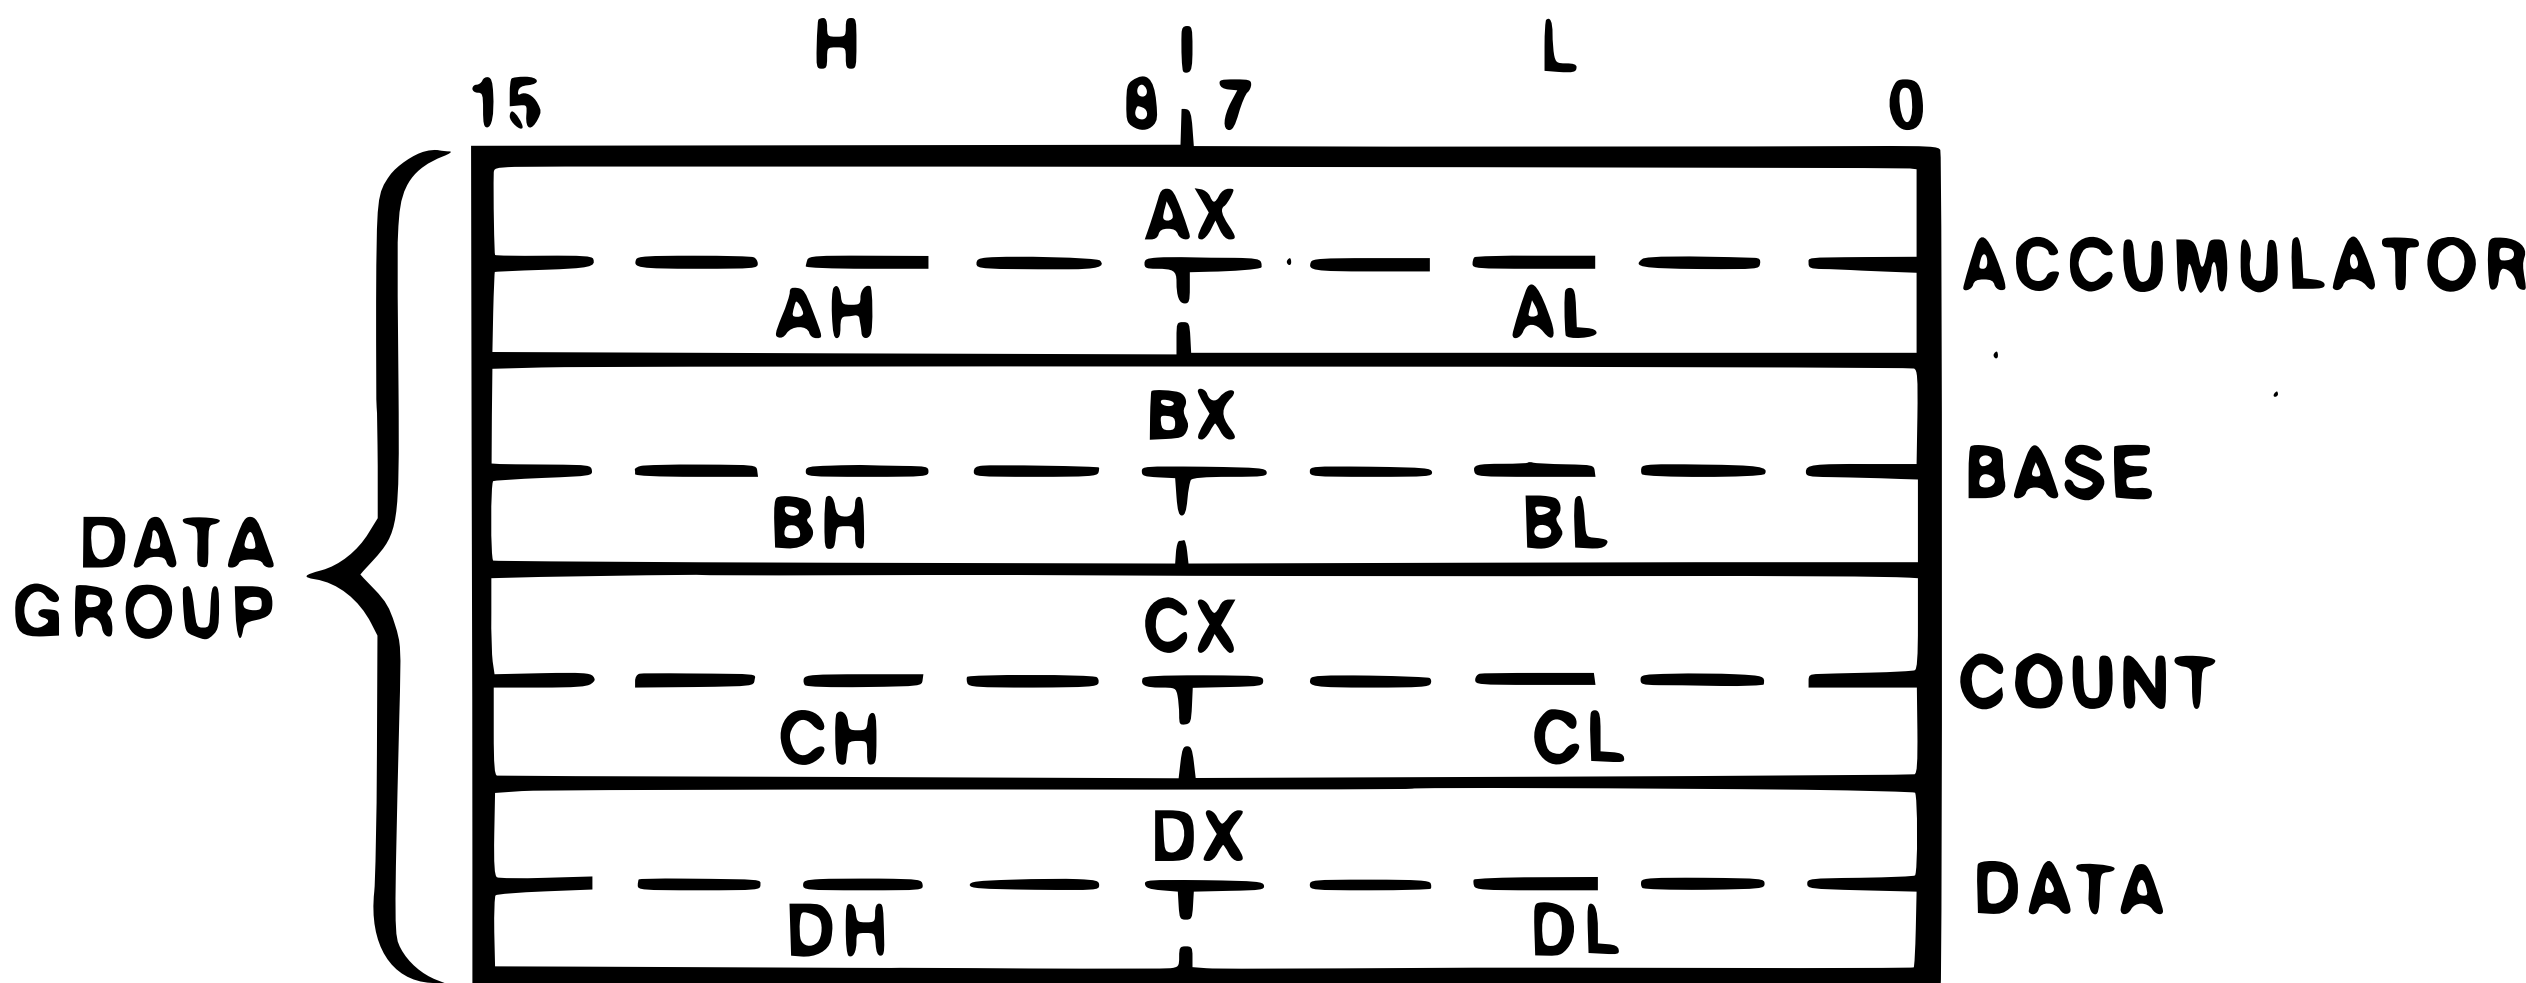 H | L
15 8 7 0
AX
ACCUMULATOR
AH AL
BX
BASE
BH BL
DATA
GROUP
CX
COUNT
CH CL
DX
DATA
DH DL